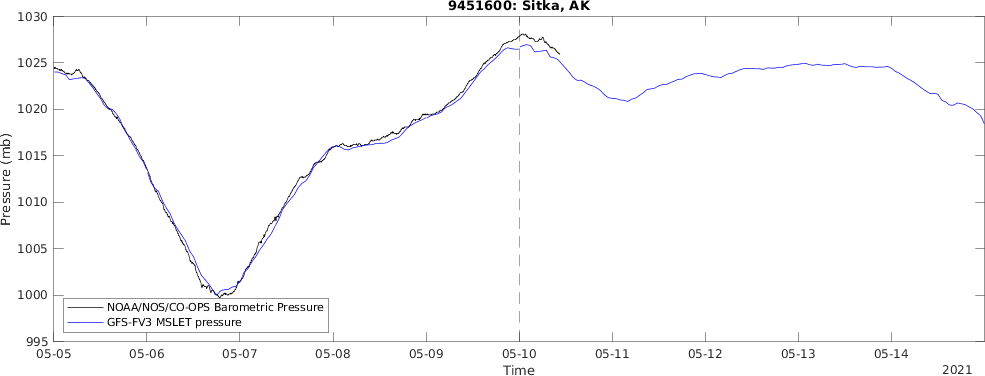 9451600: Sitka, AK
1030
1025
1020
1015
1010
1005
1000
995
Pressure (mb)
NOAA/NOS/CO-OPS Barometric Pressure
GFS-FV3 MSLET pressure
05-05 05-06 05-07 05-08 05-09 05-10 05-11 05-12 05-13 05-14
Time
2021